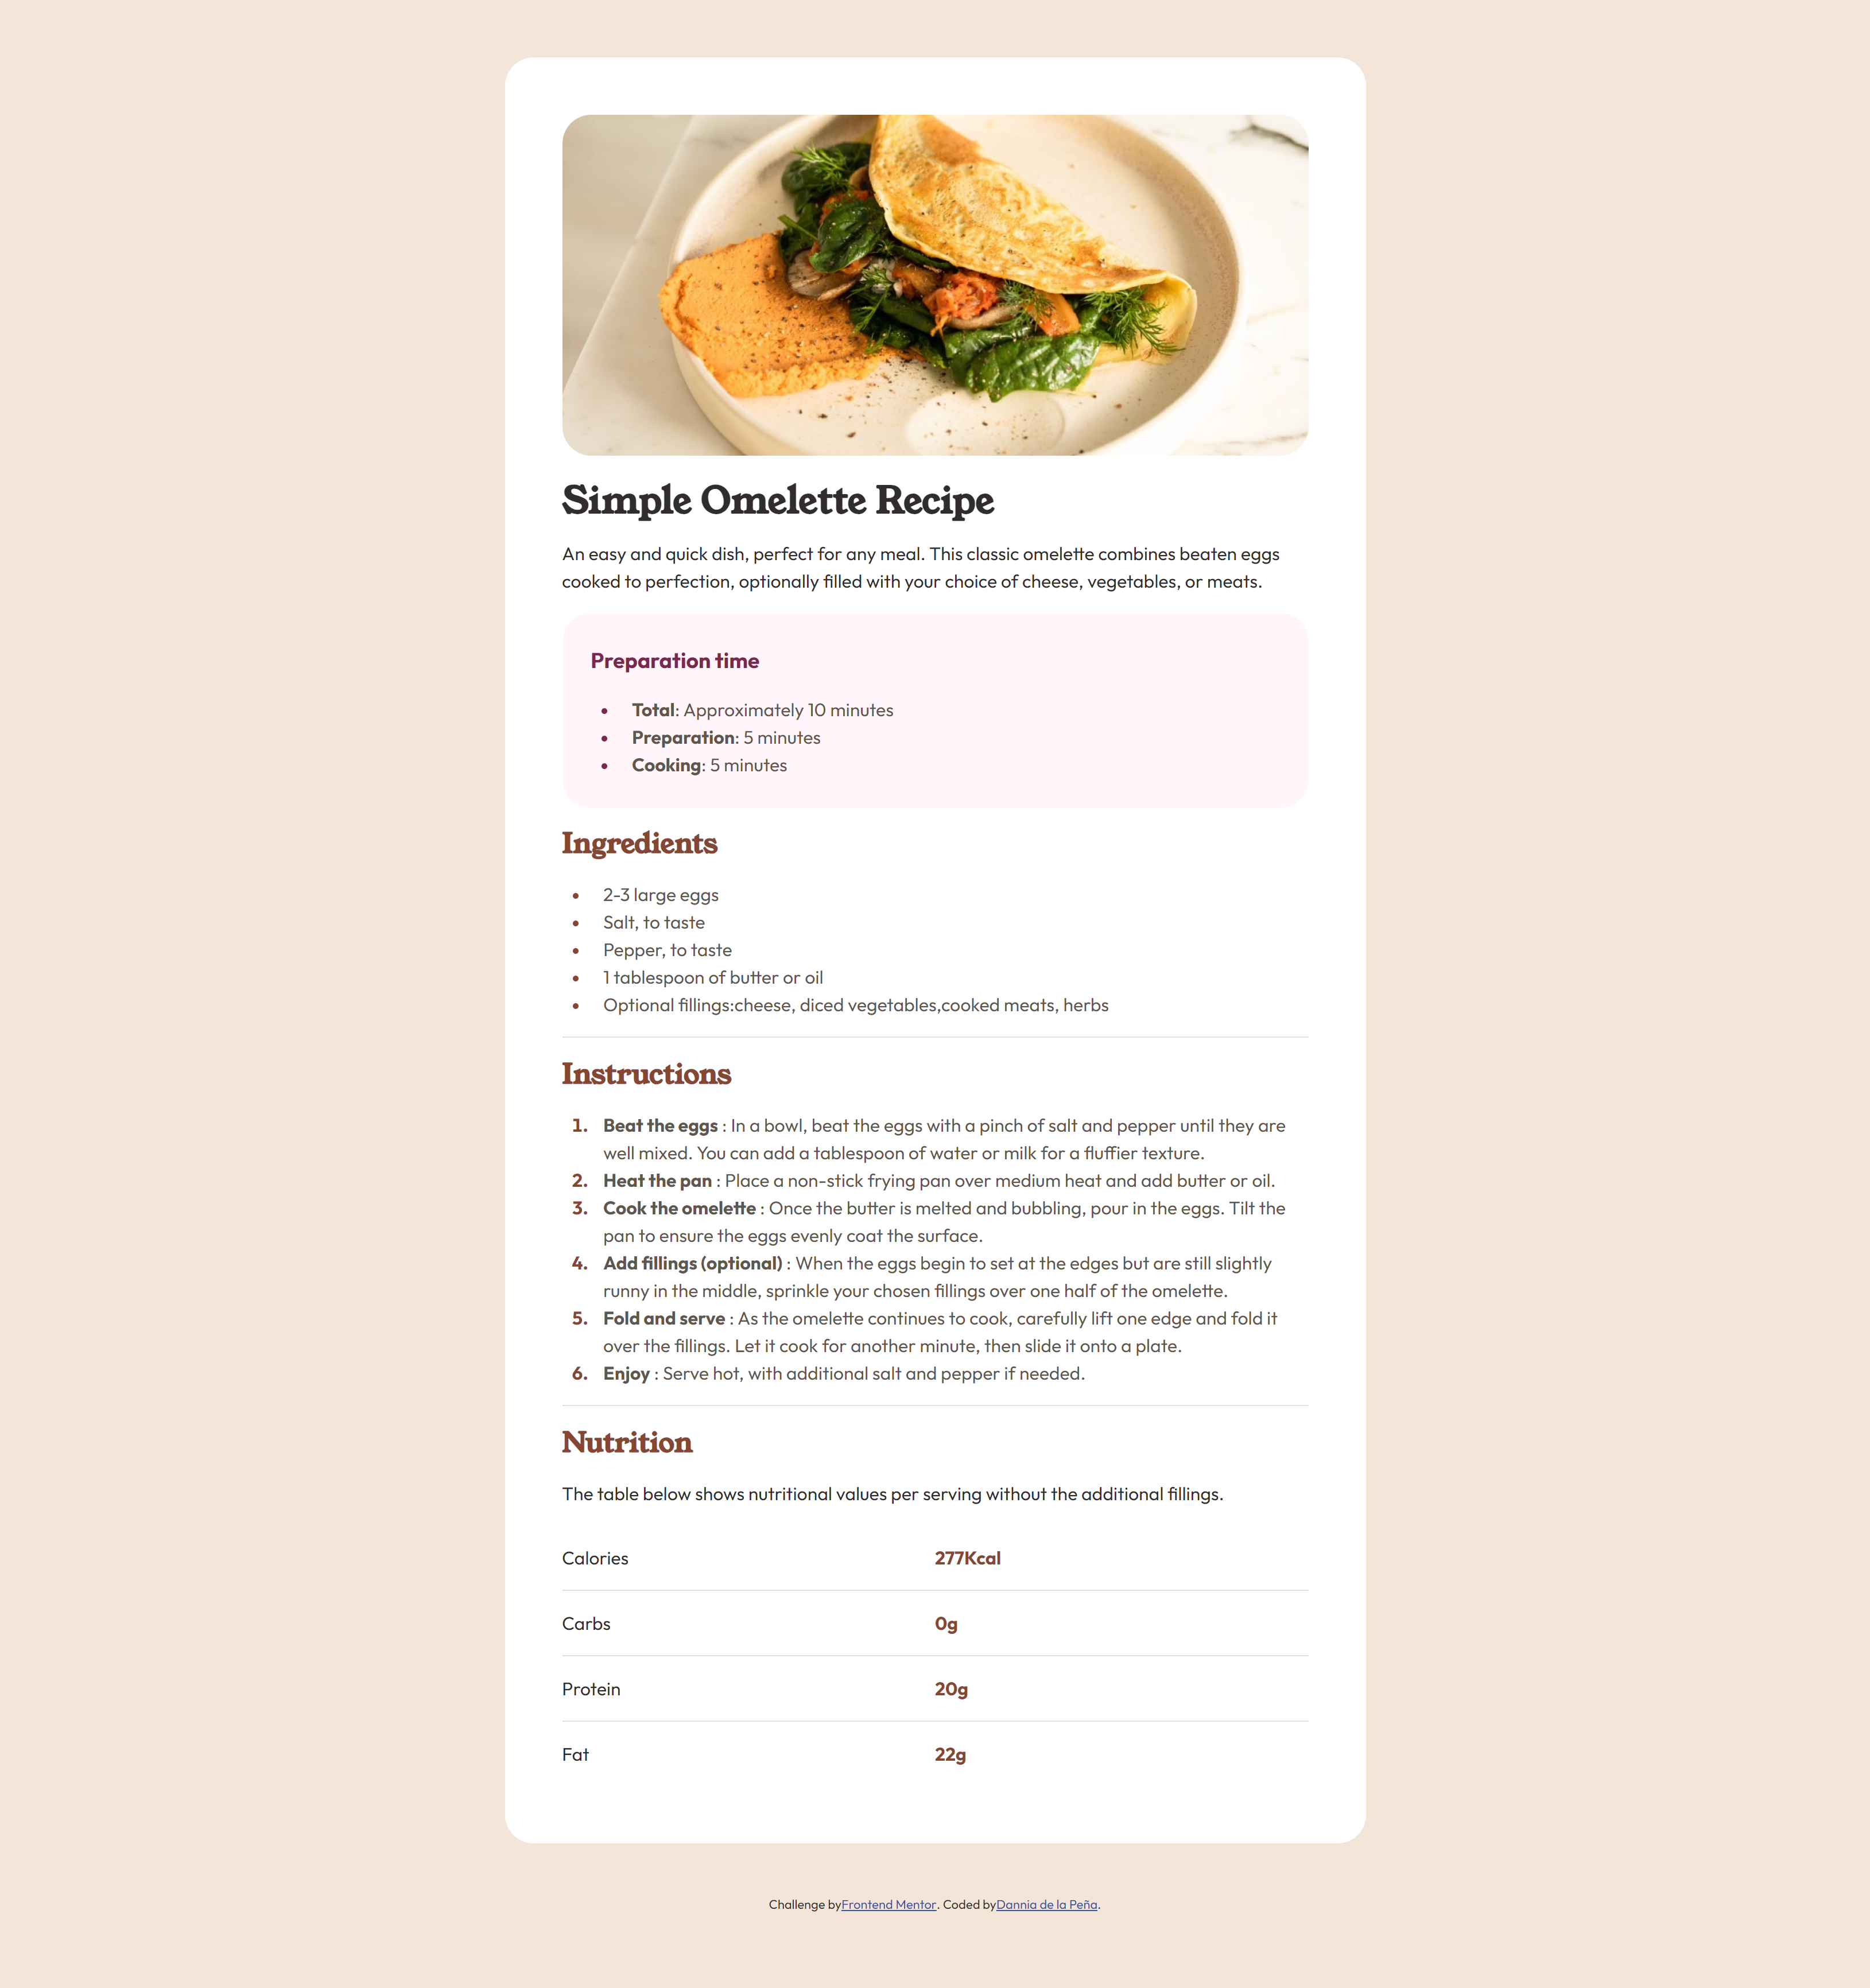 Simple Omelette Recipe
An easy and quick dish, perfect for any meal. This classic omelette combines beaten eggs
cooked to perfection, optionally filled with your choice of cheese, vegetables, or meats.
Preparation time
• Total: Approximately 10 minutes
• Preparation: 5 minutes
• Cooking: 5 minutes
Ingredients
• 2-3 large eggs
• Salt, to taste
• Pepper, to taste
• 1 tablespoon of butter or oil
• Optional fillings:cheese, diced vegetables,cooked meats, herbs
Instructions
1. Beat the eggs : In a bowl, beat the eggs with a pinch of salt and pepper until they are
well mixed. You can add a tablespoon of water or milk for a fluffier texture.
2. Heat the pan : Place a non-stick frying pan over medium heat and add butter or oil.
3. Cook the omelette : Once the butter is melted and bubbling, pour in the eggs. Tilt the
pan to ensure the eggs evenly coat the surface.
4. Add fillings (optional) : When the eggs begin to set at the edges but are still slightly
runny in the middle, sprinkle your chosen fillings over one half of the omelette.
5. Fold and serve : As the omelette continues to cook, carefully lift one edge and fold it
over the fillings. Let it cook for another minute, then slide it onto a plate.
6. Enjoy : Serve hot, with additional salt and pepper if needed.
Nutrition
The table below shows nutritional values per serving without the additional fillings.
Calories 277Kcal
Carbs 0g
Protein 20g
Fat 22g
Challenge byFrontend Mentor. Coded byDannia de la Peña.